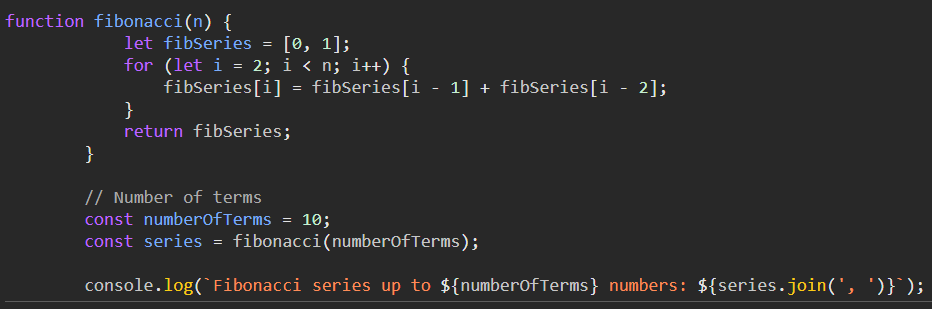 function fibonacci(n) {
            let fibSeries = [0, 1];
            for (let i = 2; i < n; i++) {
                fibSeries[i] = fibSeries[i - 1] + fibSeries[i - 2];
            }
            return fibSeries;
        }

        // Number of terms
        const numberOfTerms = 10;
        const series = fibonacci(numberOfTerms);

        console.log(`Fibonacci series up to ${numberOfTerms} numbers: ${series.join(', ')}`);